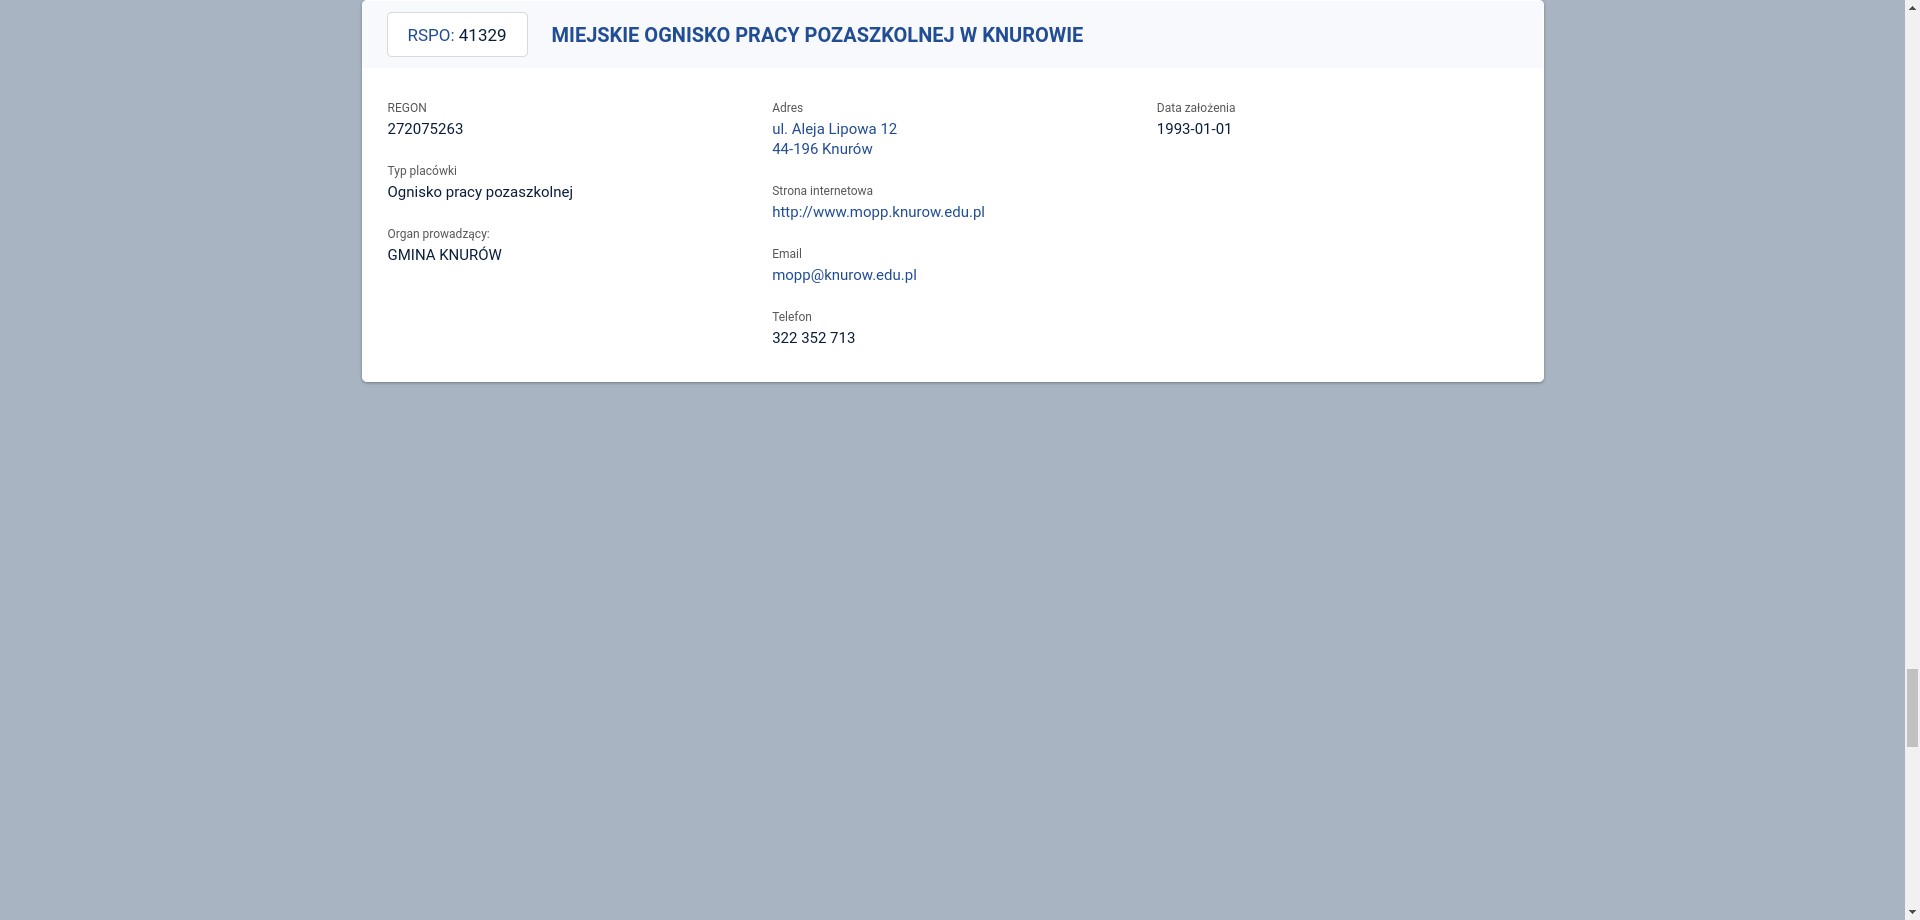 RSPO: 41329
MIEJSKIE OGNISKO PRACY POZASZKOLNEJ W KNUROWIE
REGON
272075263
Typ placówki
Ognisko pracy pozaszkolnej
Organ prowadzący:
GMINA KNURÓW
Adres
ul. Aleja Lipowa 12
44-196 Knurów
Strona internetowa
http://www.mopp.knurow.edu.pl
Email
mopp@knurow.edu.pl
Telefon
322 352 713
Data założenia
1993-01-01